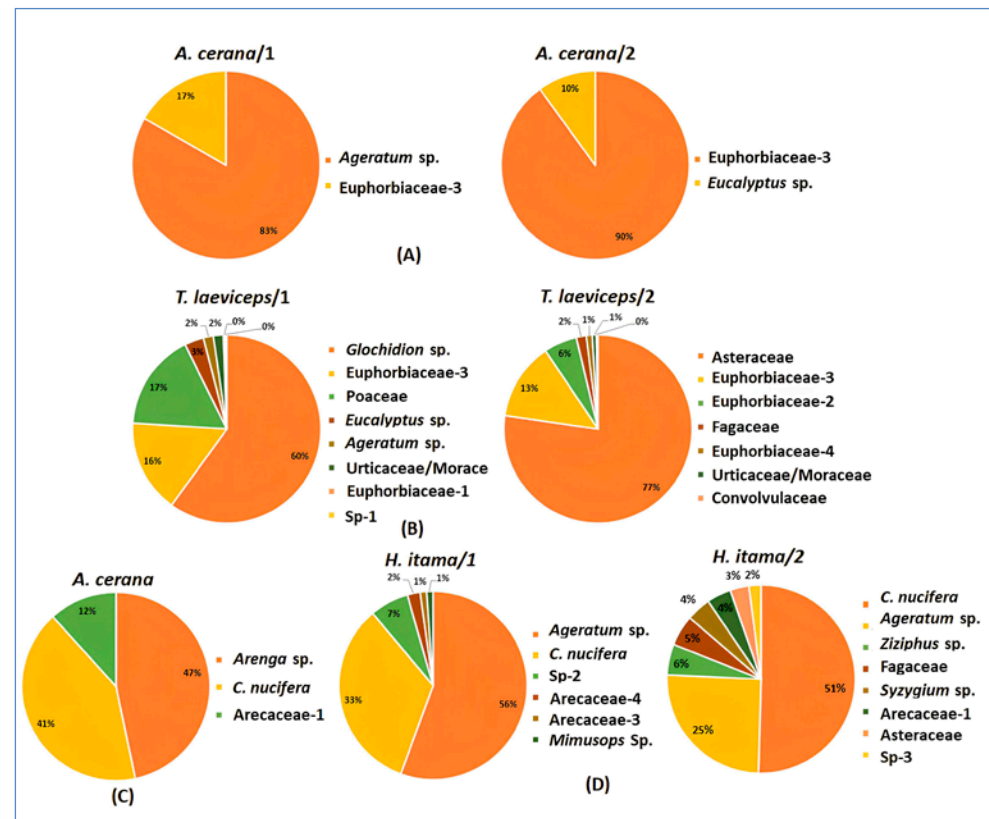 A. cerana/1
17%
83%
Ageratum sp.
Euphorbiaceae-3
A. cerana/2
10%
90%
Euphorbiaceae-3
Eucalyptus sp.
(A)
T. laeviceps/1
2%
2%
0%
0%
3%
17%
16%
60%
Glochidion sp.
Euphorbiaceae-3
Poaceae
Eucalyptus sp.
Ageratum sp.
Urticaceae/Morace
Euphorbiaceae-1
Sp-1
T. laeviceps/2
2%
1%
1%
0%
6%
13%
77%
Asteraceae
Euphorbiaceae-3
Euphorbiaceae-2
Fagaceae
Euphorbiaceae-4
Urticaceae/Moraceae
Convolvulaceae
(B)
A. cerana
12%
47%
41%
Arenga sp.
C. nucifera
Arecaceae-1
(C)
H. itama/1
2%
1%
1%
7%
33%
56%
Ageratum sp.
C. nucifera
Sp-2
Arecaceae-4
Arecaceae-3
Mimusops Sp.
H. itama/2
3%
2%
4%
4%
5%
6%
25%
51%
C. nucifera
Ageratum sp.
Ziziphus sp.
Fagaceae
Syzygium sp.
Arecaceae-1
Asteraceae
Sp-3
(D)